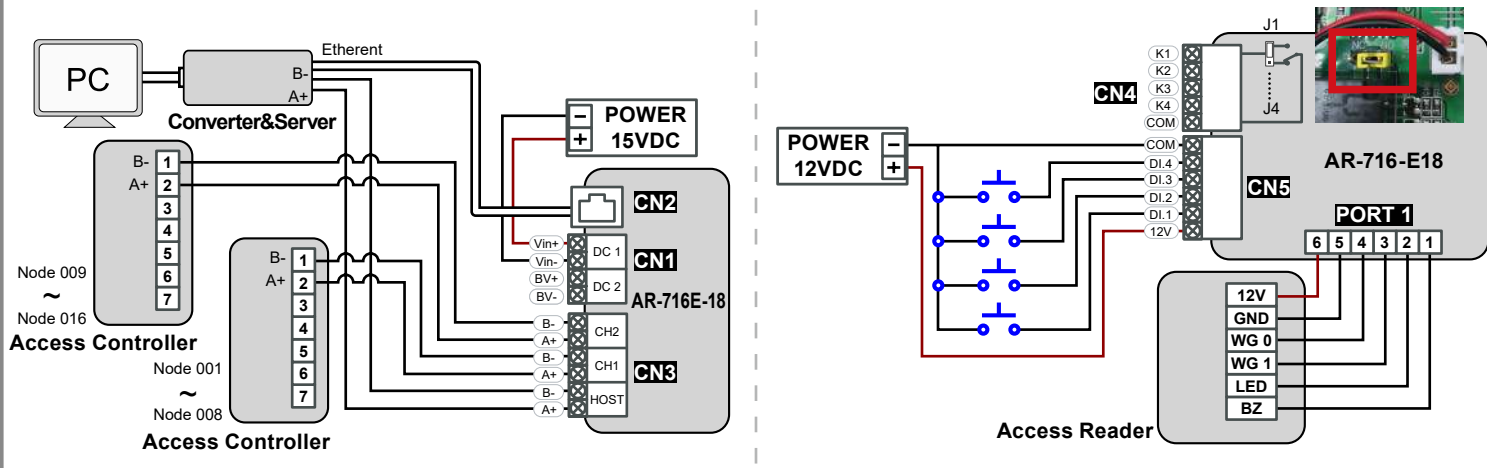 PC
Etherent
B-
A+
Converter&Server
POWER
15VDC
−
+
B-
A+
1
2
3
4
5
6
7
Node 009
~
Node 016
Access Controller
B-
A+
1
2
3
4
5
6
7
Node 001
~
Node 008
Access Controller
CN2
Vin+
Vin-
BV+
BV-
DC 1
DC 2
CN1
AR-716E-18
B-
A+
B-
A+
B-
A+
CH2
CH1
HOST
CN3
POWER
12VDC
−
+
CN4
K1
K2
K3
K4
COM
J1
J4
COM
DI.4
DI.3
DI.2
DI.1
12V
CN5
AR-716-E18
PORT 1
6 5 4 3 2 1
12V
GND
WG 0
WG 1
LED
BZ
Access Reader